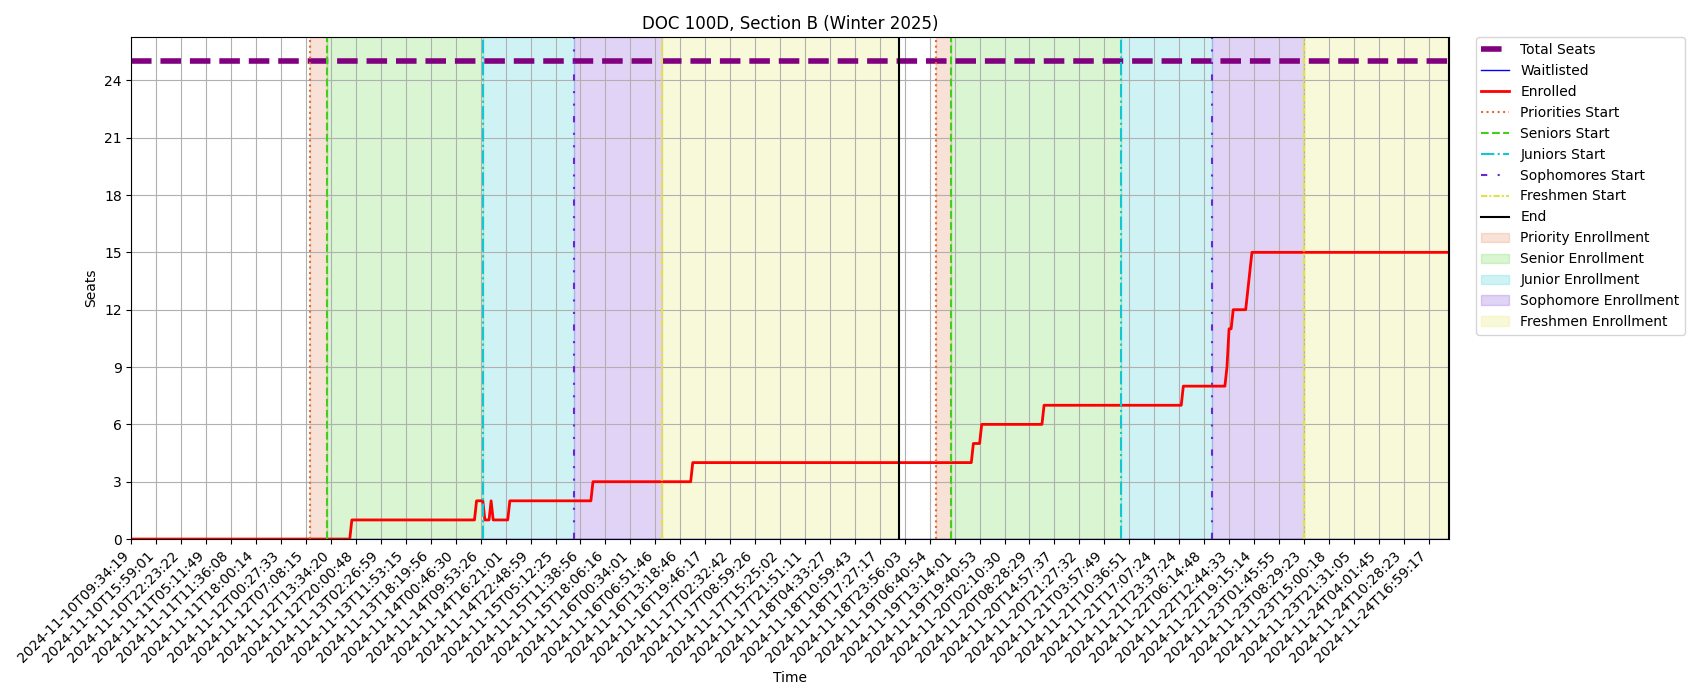 DOC 100D, Section B (Winter 2025)
Total Seats
Waitlisted
Enrolled
Priorities Start
Seniors Start
Juniors Start
Sophomores Start
Freshmen Start
End
Priority Enrollment
Senior Enrollment
Junior Enrollment
Sophomore Enrollment
Freshmen Enrollment
Seats
24
21
18
15
12
9
6
3
0
2024-11-10T09:34:19
2024-11-10T15:59:01
2024-11-10T22:23:22
2024-11-11T05:11:49
2024-11-11T11:36:08
2024-11-11T18:00:14
2024-11-12T00:27:33
2024-11-12T07:08:15
2024-11-12T13:34:20
2024-11-12T20:00:48
2024-11-13T02:26:59
2024-11-13T11:53:15
2024-11-13T18:19:56
2024-11-14T00:46:30
2024-11-14T09:53:26
2024-11-14T16:21:01
2024-11-14T22:48:59
2024-11-15T05:12:25
2024-11-15T11:38:56
2024-11-15T18:06:16
2024-11-16T00:34:01
2024-11-16T06:51:46
2024-11-16T13:18:46
2024-11-16T19:46:17
2024-11-17T02:32:42
2024-11-17T08:59:26
2024-11-17T15:25:02
2024-11-17T21:51:11
2024-11-18T04:33:27
2024-11-18T10:59:43
2024-11-18T17:27:17
2024-11-18T23:56:03
2024-11-19T06:40:54
2024-11-19T13:14:01
2024-11-19T19:40:53
2024-11-20T02:10:30
2024-11-20T08:28:29
2024-11-20T14:57:37
2024-11-20T21:27:32
2024-11-21T03:57:49
2024-11-21T10:36:51
2024-11-21T17:07:24
2024-11-21T23:37:24
2024-11-22T06:14:48
2024-11-22T12:44:33
2024-11-22T19:15:14
2024-11-23T01:45:55
2024-11-23T08:29:23
2024-11-23T15:00:18
2024-11-23T21:31:05
2024-11-24T04:01:45
2024-11-24T10:28:23
2024-11-24T16:59:17
Time